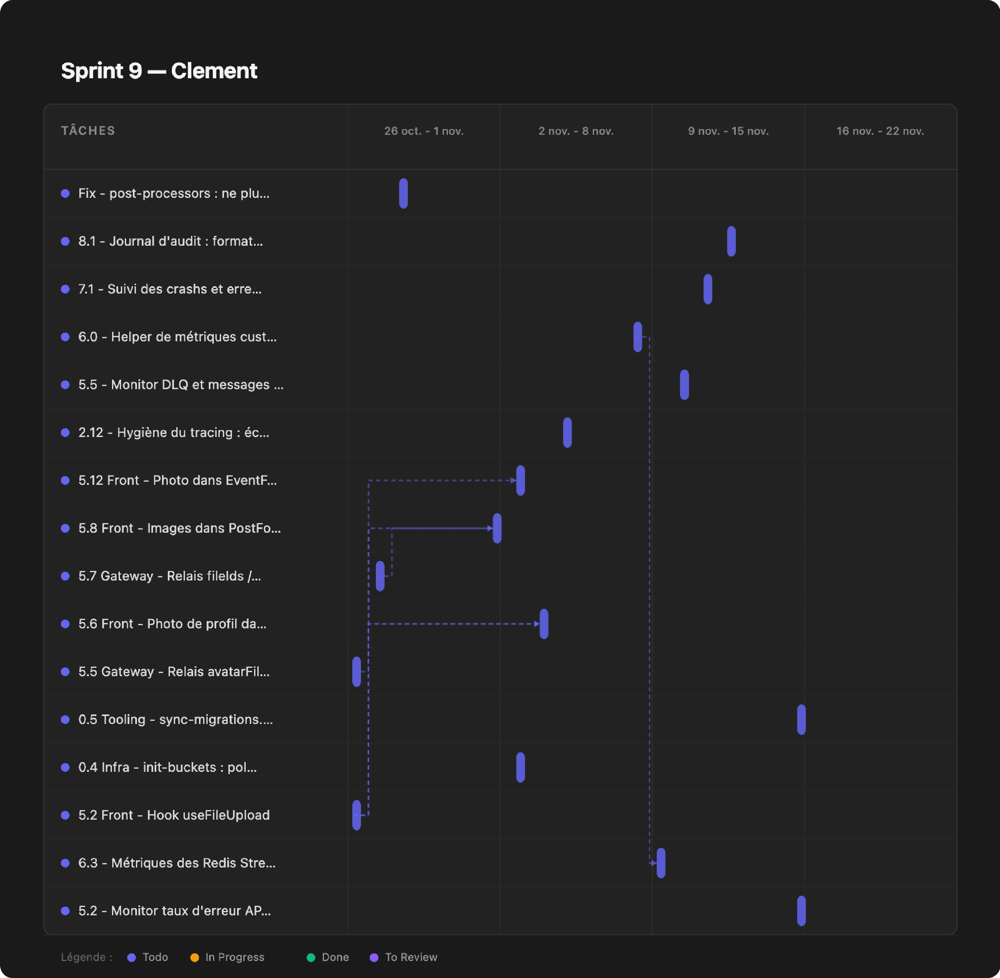 Sprint 9 — Clement
TÂCHES
26 oct. - 1 nov.
2 nov. - 8 nov.
9 nov. - 15 nov.
16 nov. - 22 nov.
Fix - post-processors : ne plu...
8.1 - Journal d'audit : format...
7.1 - Suivi des crashs et erre...
6.0 - Helper de métriques cust...
5.5 - Monitor DLQ et messages ...
2.12 - Hygiène du tracing : éc...
5.12 Front - Photo dans EventF...
5.8 Front - Images dans PostFo...
5.7 Gateway - Relais fileIds /...
5.6 Front - Photo de profil da...
5.5 Gateway - Relais avatarFil...
0.5 Tooling - sync-migrations....
0.4 Infra - init-buckets : pol...
5.2 Front - Hook useFileUpload
6.3 - Métriques des Redis Stre...
5.2 - Monitor taux d'erreur AP...
Légende : Todo In Progress Done To Review